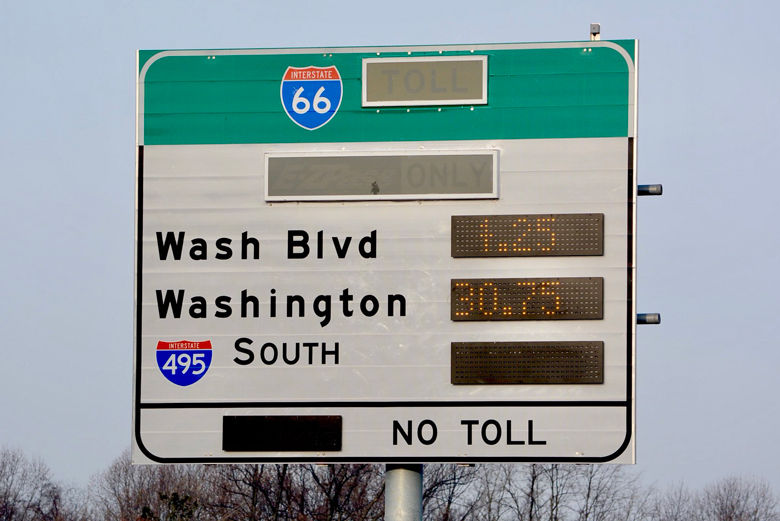 INTERSTATE
66
TOLL
ONLY
Wash Blvd 1.25
Washington 30.75
INTERSTATE
495
SOUTH
NO TOLL